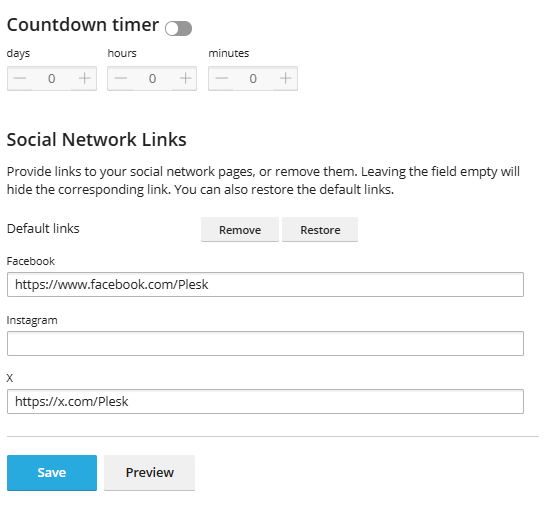 Countdown timer
days hours minutes
0 0 0
Social Network Links
Provide links to your social network pages, or remove them. Leaving the field empty will
hide the corresponding link. You can also restore the default links.
Default links Remove Restore
Facebook
https://www.facebook.com/Plesk
Instagram
X
https://x.com/Plesk
Save Preview